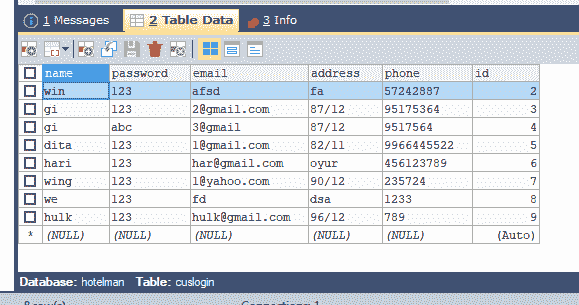 1 Messages 2 Table Data 3 Info
name password email address phone id
win 123 afsd fa 57242887 2
gi 123 2@gmail.com 87/12 95175364 3
gi abc 3@gmail 87/12 9517564 4
dita 123 1@gmail.com 82/11 9966445522 5
hari 123 har@gmail.com oyur 456123789 6
wing 123 1@yahoo.com 90/12 235724 7
we 123 fd dsa 1233 8
hulk 123 hulk@gmail.com 96/12 789 9
* (NULL) (NULL) (NULL) (NULL) (NULL) (Auto)
Database: hotelman Table: cuslogin